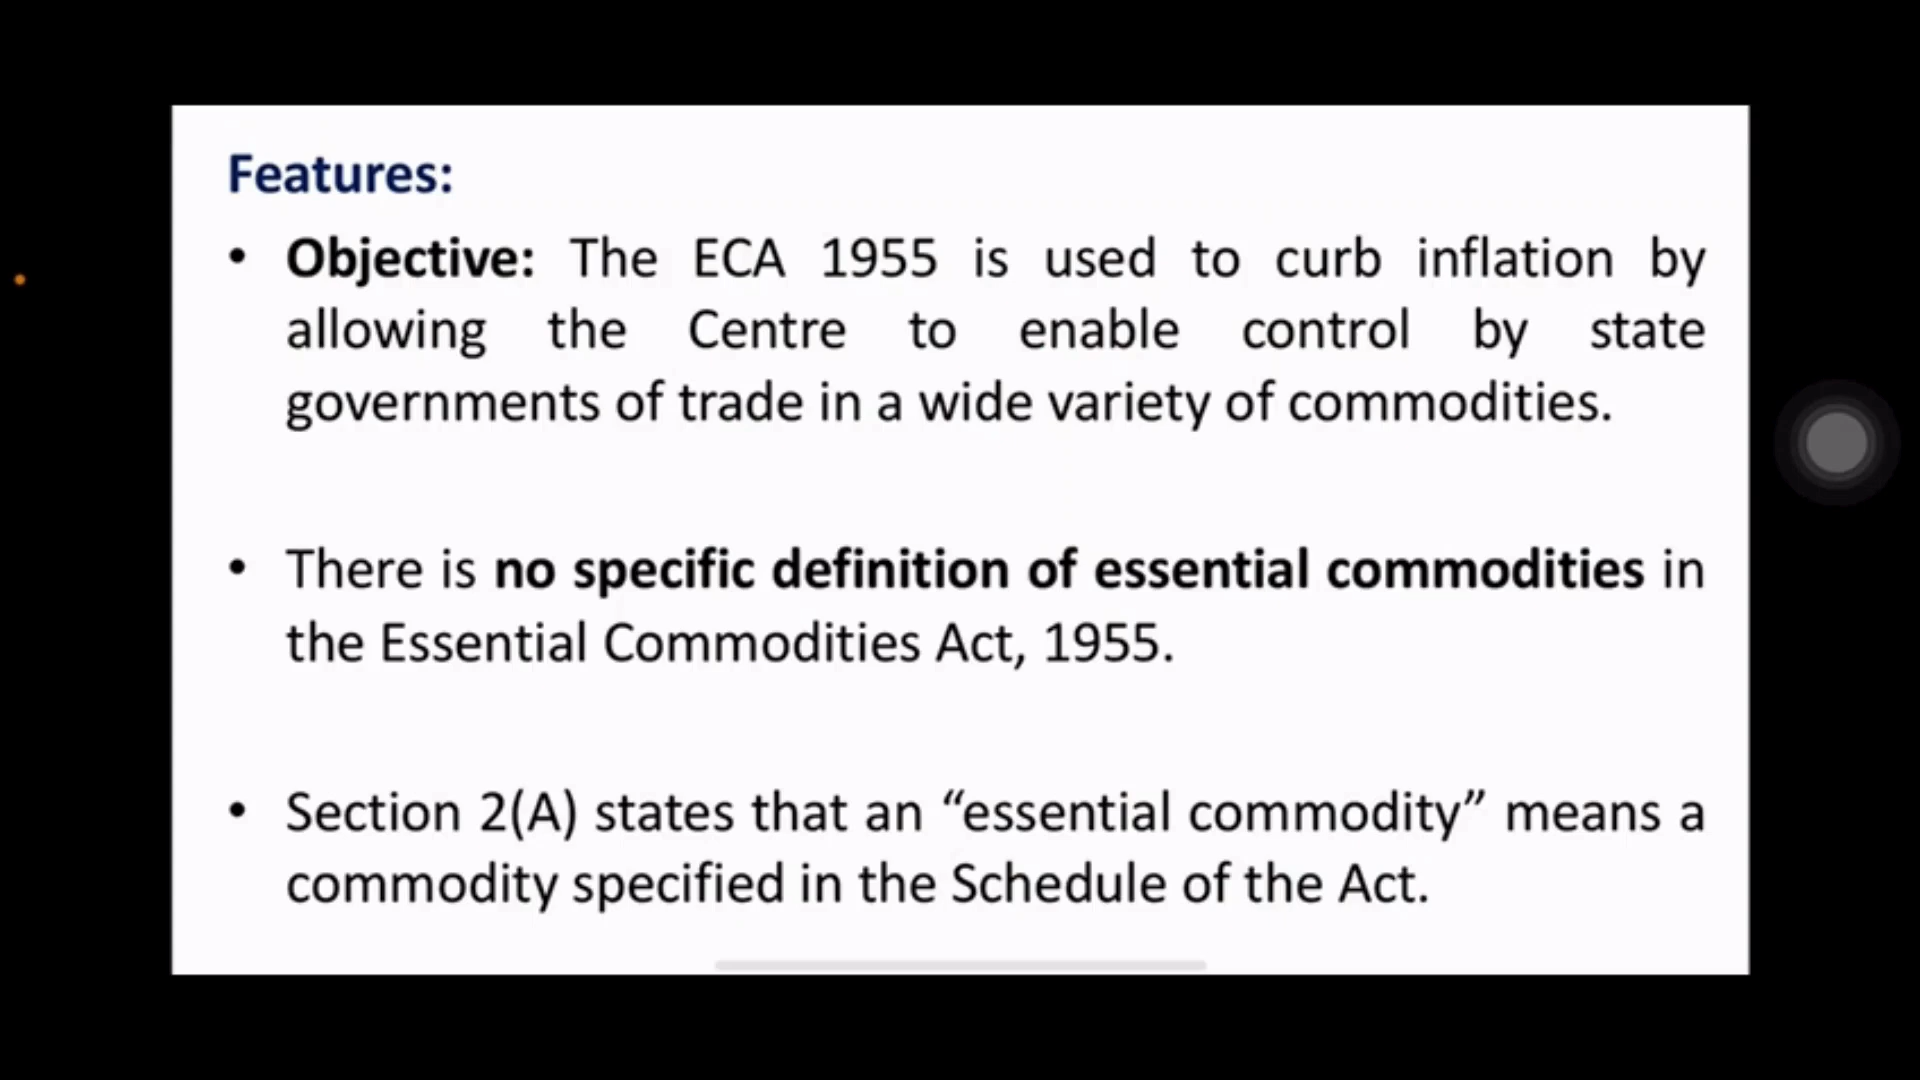 Features:
• Objective: The ECA 1955 is used to curb inflation by
allowing the Centre to enable control by state
governments of trade in a wide variety of commodities.
• There is no specific definition of essential commodities in
the Essential Commodities Act, 1955.
• Section 2(A) states that an “essential commodity” means a
commodity specified in the Schedule of the Act.